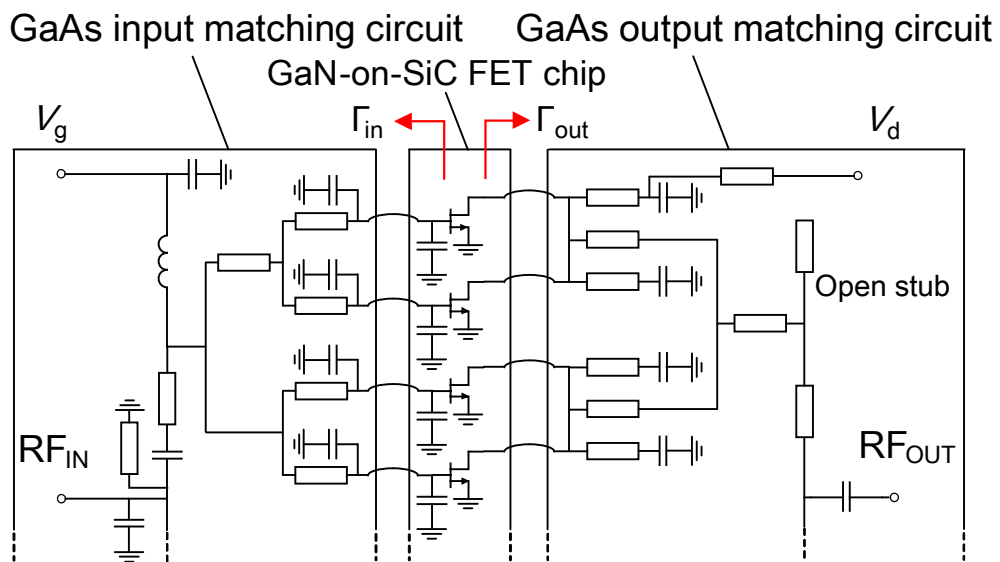 GaAs input matching circuit
GaAs output matching circuit
GaN-on-SiC FET chip
Vg
Γin
Γout
Vd
Open stub
RFIN
RFOUT